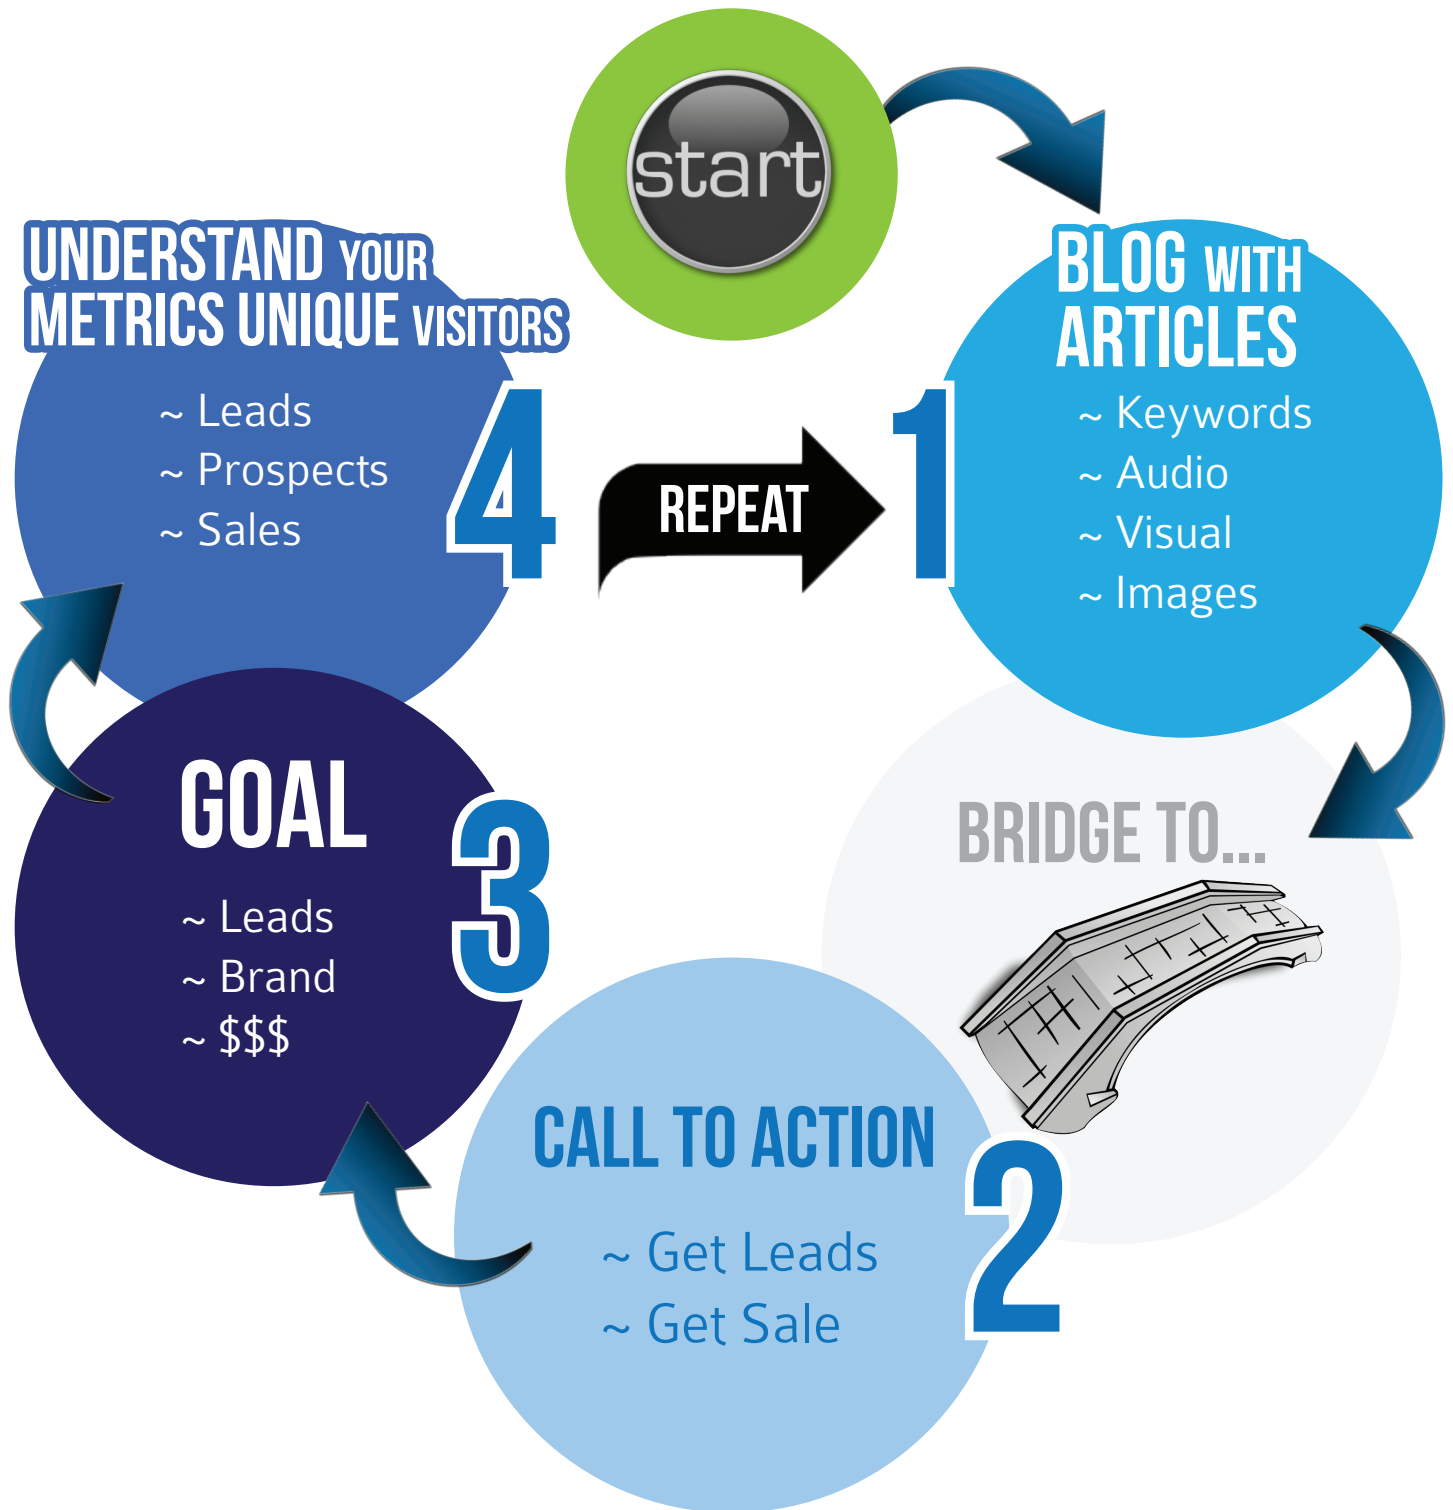 start
BLOG WITH
ARTICLES
~ Keywords
~ Audio
~ Visual
~ Images
1
BRIDGE TO...
CALL TO ACTION
~ Get Leads
~ Get Sale
2
GOAL
~ Leads
~ Brand
~ $$$
3
UNDERSTAND YOUR
METRICS UNIQUE VISITORS
~ Leads
~ Prospects
~ Sales
4
REPEAT